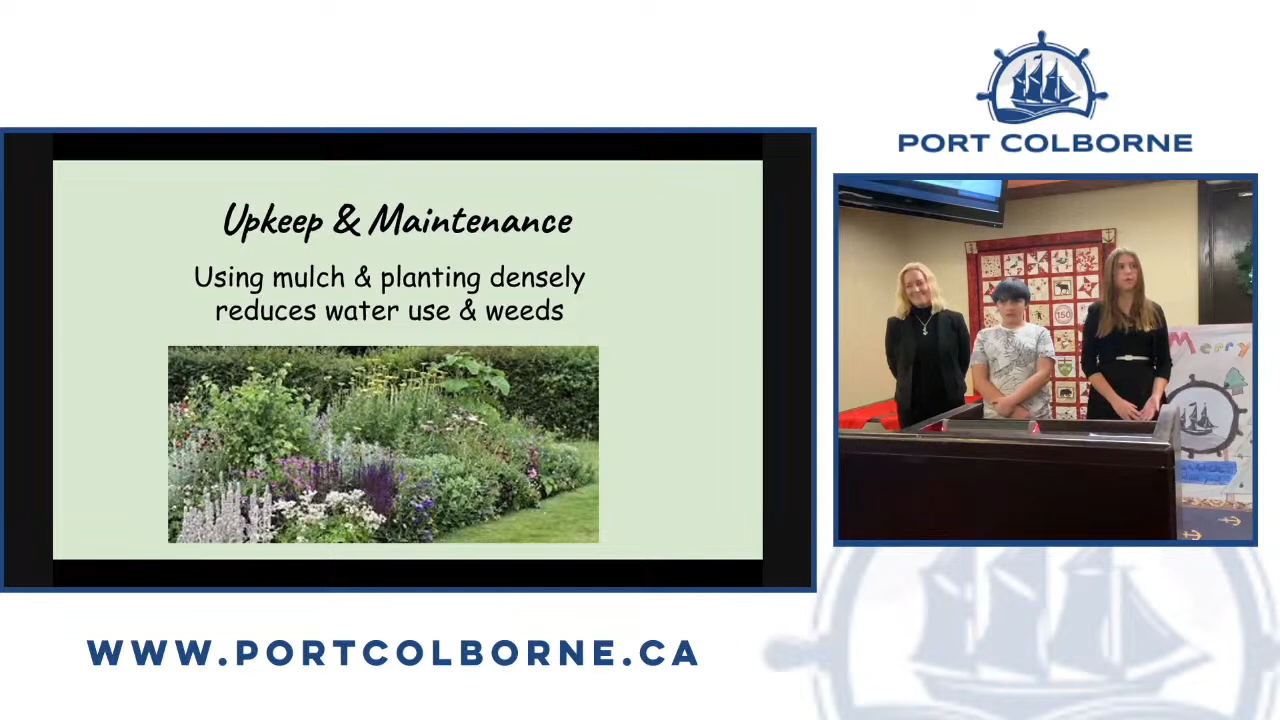 PORT COLBORNE
Upkeep & Maintenance
Using mulch & planting densely
reduces water use & weeds
150
Merry
WWW.PORTCOLBORNE.CA